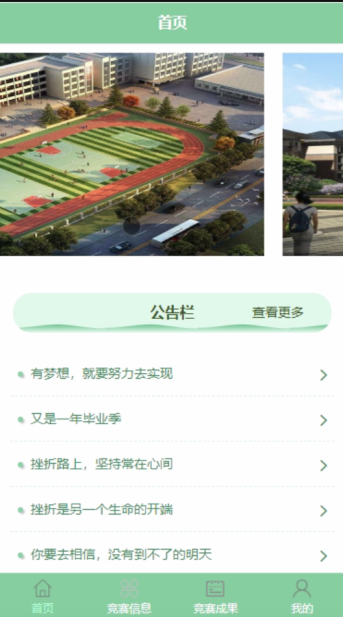 首页
公告栏
查看更多
有梦想，就要努力去实现
又是一年毕业季
挫折路上，坚持常在心间
挫折是另一个生命的开端
你要去相信，没有到不了的明天
首页
竞赛信息
竞赛成果
我的